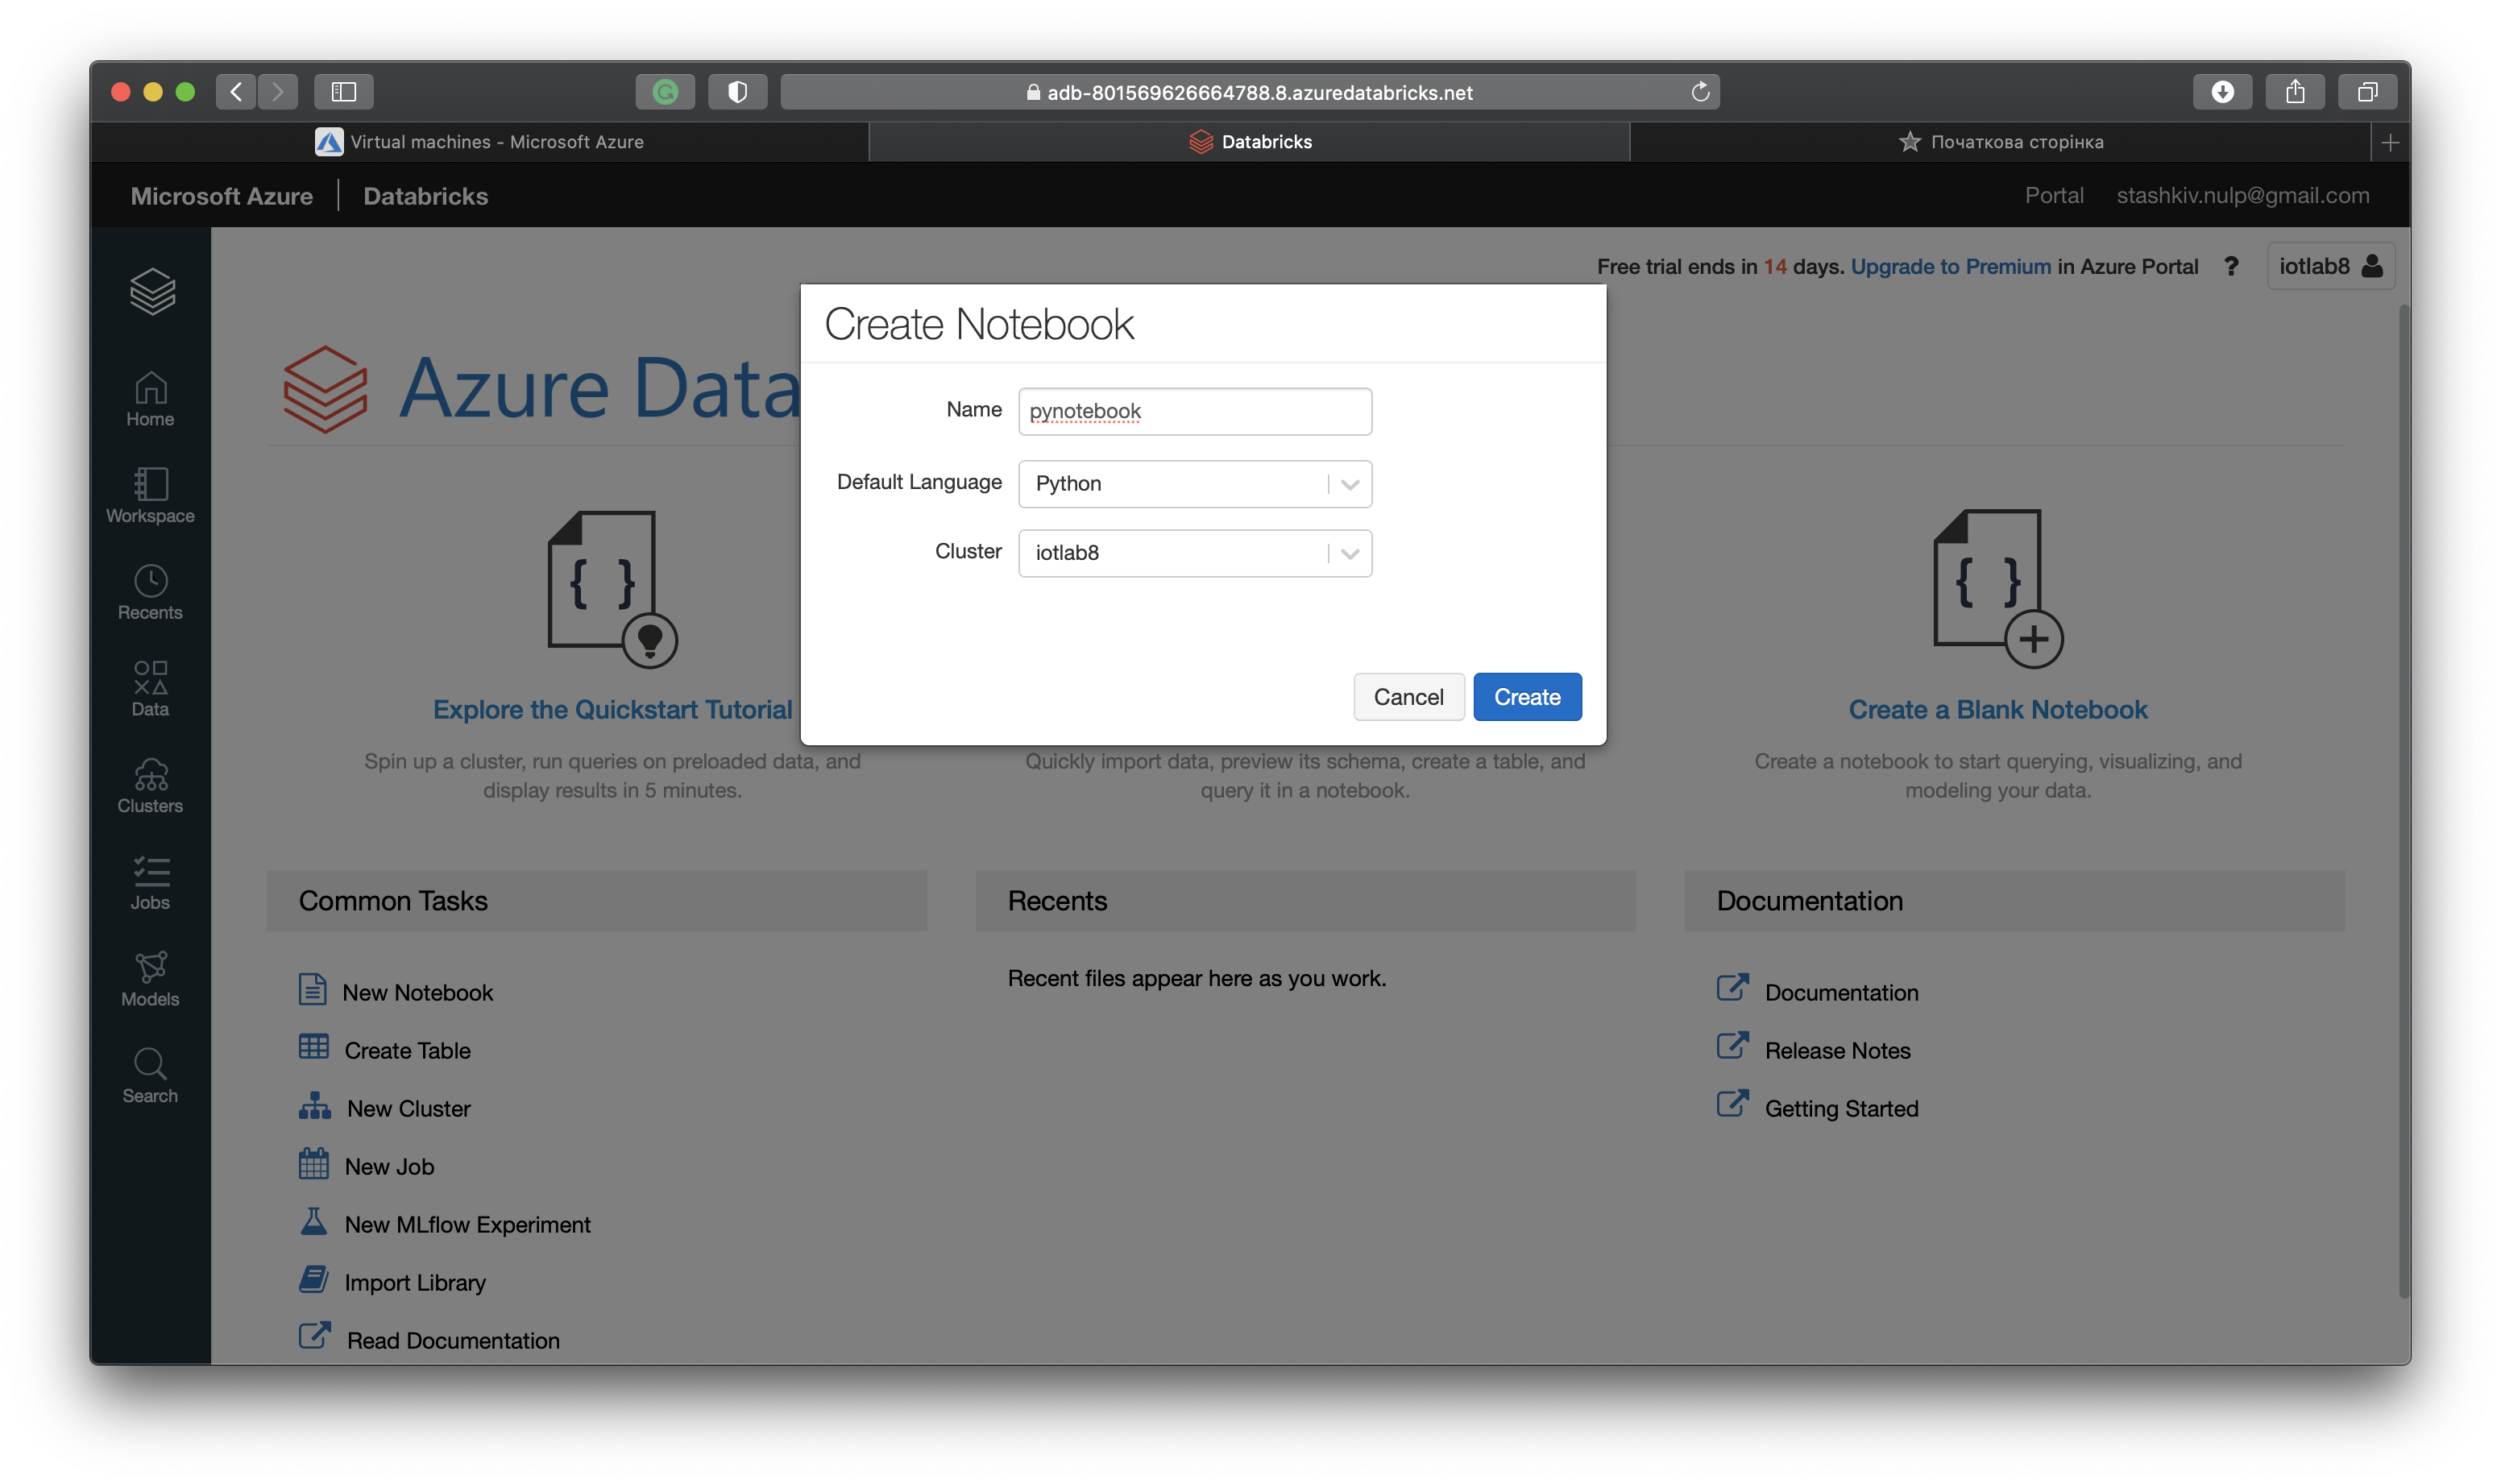 adb-801569626664788.8.azuredatabricks.net
Virtual machines - Microsoft Azure
Databricks
Початкова сторінка
Microsoft Azure
Databricks
Portal
stashkiv.nulp@gmail.com
Free trial ends in 14 days. Upgrade to Premium in Azure Portal
?
iotlab8
Home
Workspace
Recents
Data
Clusters
Jobs
Models
Search
Azure Data
Create Notebook
Name
pynotebook
Default Language
Python
Cluster
iotlab8
Cancel
Create
{ }
Explore the Quickstart Tutorial
Spin up a cluster, run queries on preloaded data, and
display results in 5 minutes.
Quickly import data, preview its schema, create a table, and
query it in a notebook.
{ }
Create a Blank Notebook
Create a notebook to start querying, visualizing, and
modeling your data.
Common Tasks
New Notebook
Create Table
New Cluster
New Job
New MLflow Experiment
Import Library
Read Documentation
Recents
Recent files appear here as you work.
Documentation
Documentation
Release Notes
Getting Started